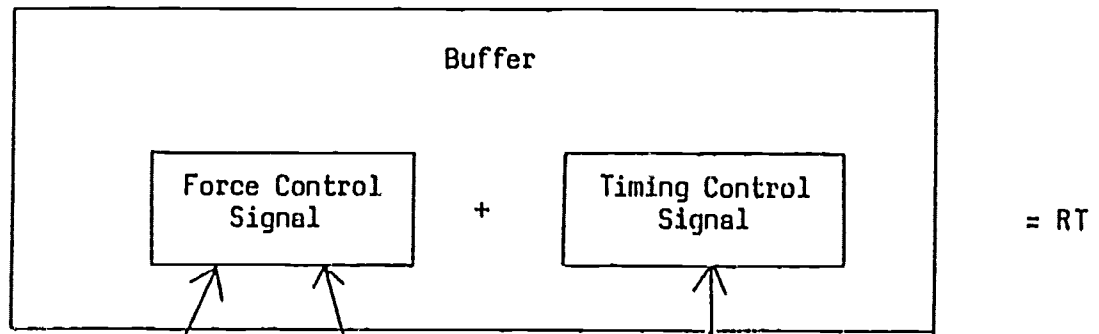 Buffer
Force Control
Signal
+
Timing Control
Signal
= RT